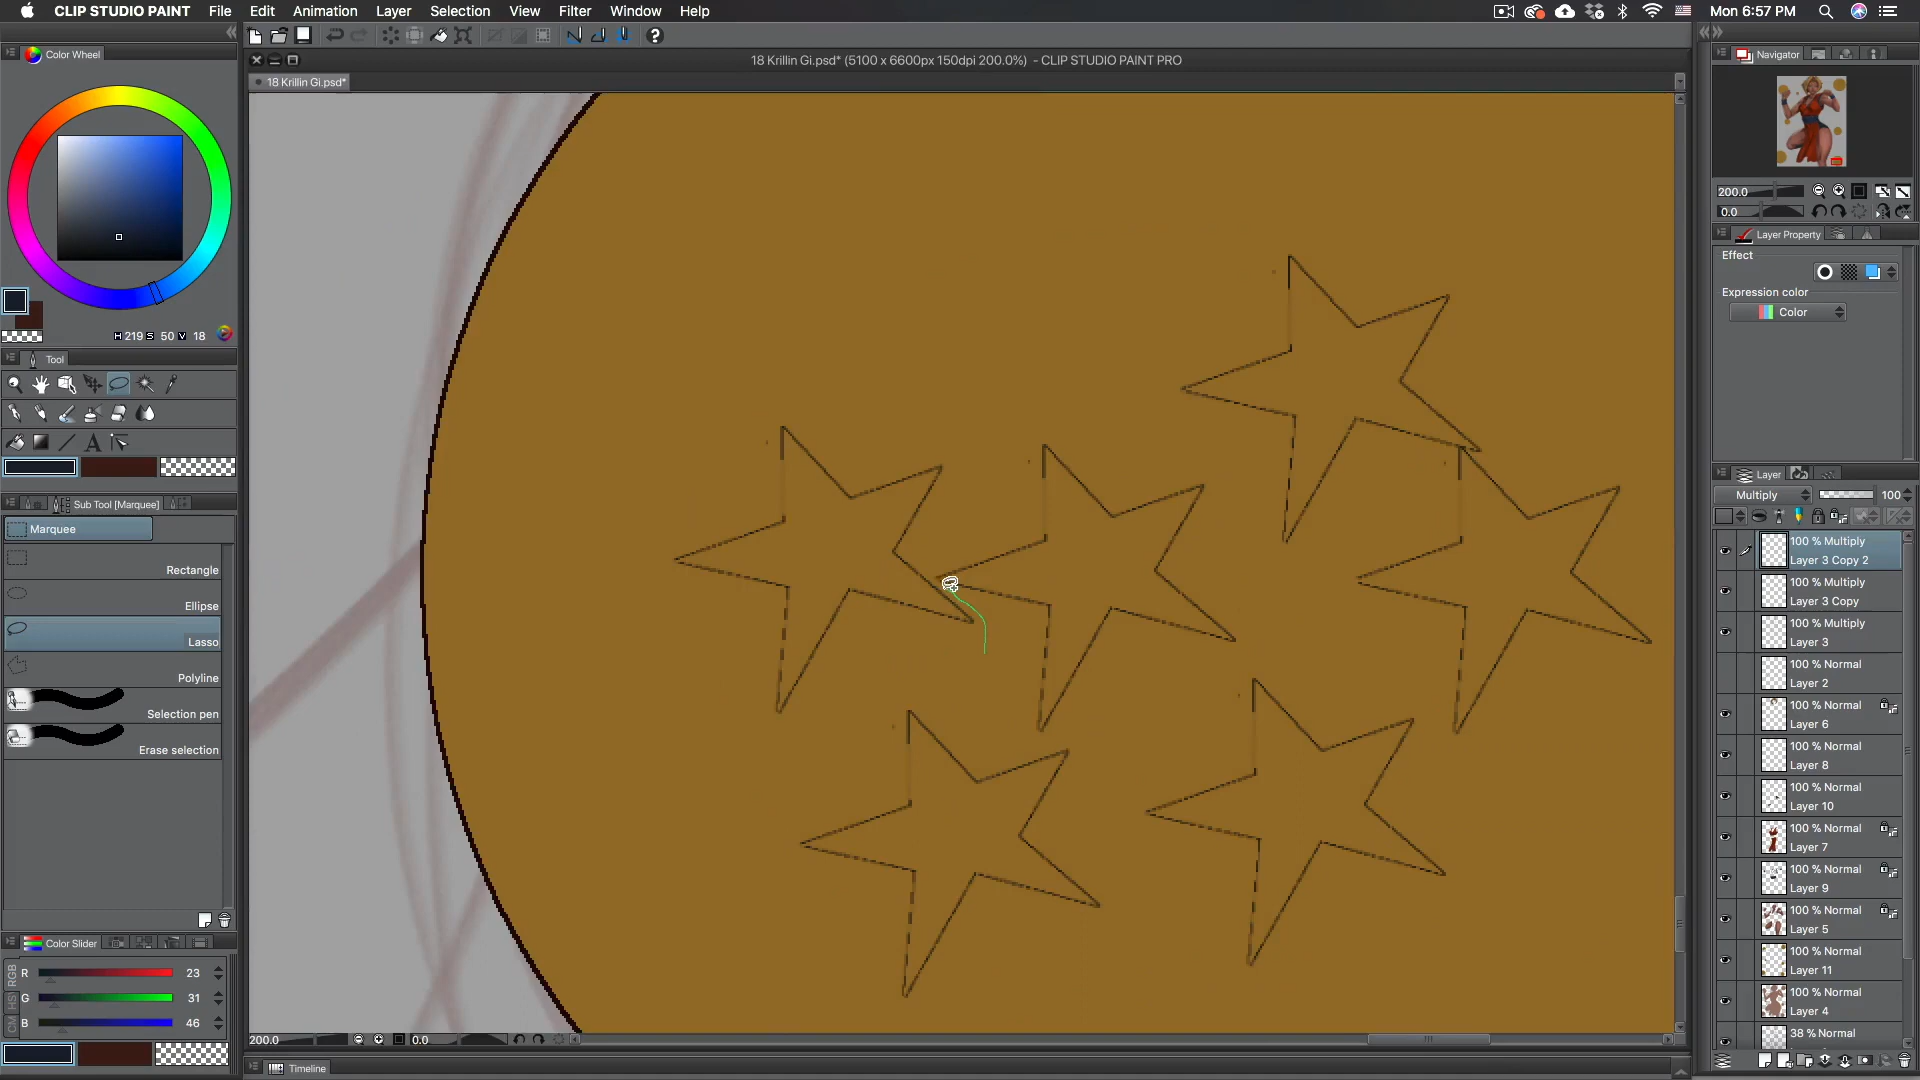 CLIP STUDIO PAINT File Edit Animation Layer Selection View Filter Window Help Mon 6:57 PM
18 Krillin Gi.psd* (5100 x 6600px 150dpi 200.0%) - CLIP STUDIO PAINT PRO
18 Krillin Gi.psd*
Color Wheel
H 219 S 50 V 18
Tool
Sub Tool [Marquee]
Marquee
Rectangle
Ellipse
Lasso
Polyline
Selection pen
Erase selection
Color Slider
RGB
R 23
G 31
B 46
200.0 0.0
Timeline
Navigator
200.0
0.0
Layer Property
Effect
Expression color
Color
Layer
Multiply 100
100 % Multiply
Layer 3 Copy 2
100 % Multiply
Layer 3 Copy
100 % Multiply
Layer 3
100 % Normal
Layer 2
100 % Normal
Layer 6
100 % Normal
Layer 8
100 % Normal
Layer 10
100 % Normal
Layer 7
100 % Normal
Layer 9
100 % Normal
Layer 5
100 % Normal
Layer 11
100 % Normal
Layer 4
38 % Normal